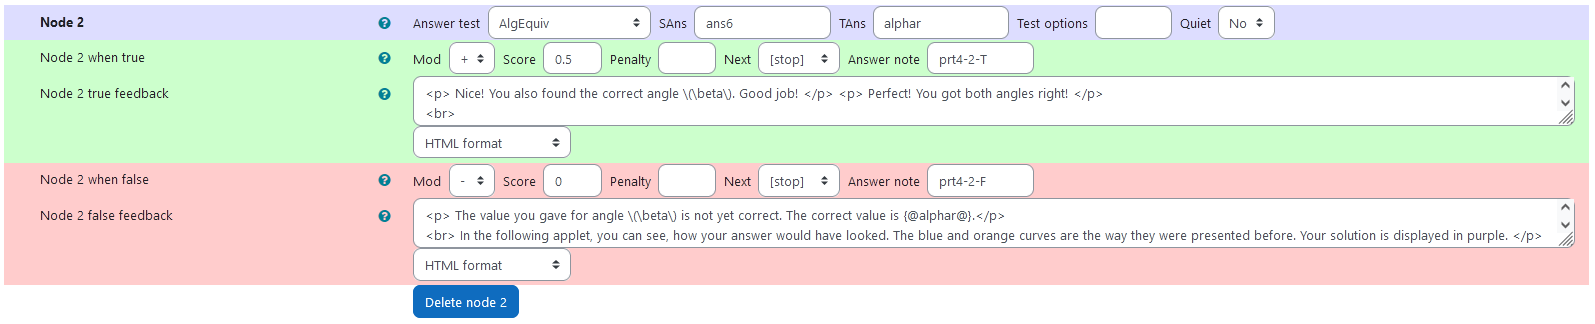 Node 2 Answer test AlgEquiv SAns ans6 TAns alphar Test options Quiet No
Node 2 when true Mod + Score 0.5 Penalty Next [stop] Answer note prt4-2-T
Node 2 true feedback <p> Nice! You also found the correct angle \(\beta\). Good job! </p> <p> Perfect! You got both angles right! </p>
<br>
HTML format
Node 2 when false Mod - Score 0 Penalty Next [stop] Answer note prt4-2-F
Node 2 false feedback <p> The value you gave for angle \(\beta\) is not yet correct. The correct value is {@alphar@}.</p>
<br> In the following applet, you can see, how your answer would have looked. The blue and orange curves are the way they were presented before. Your solution is displayed in purple. </p>
HTML format
Delete node 2